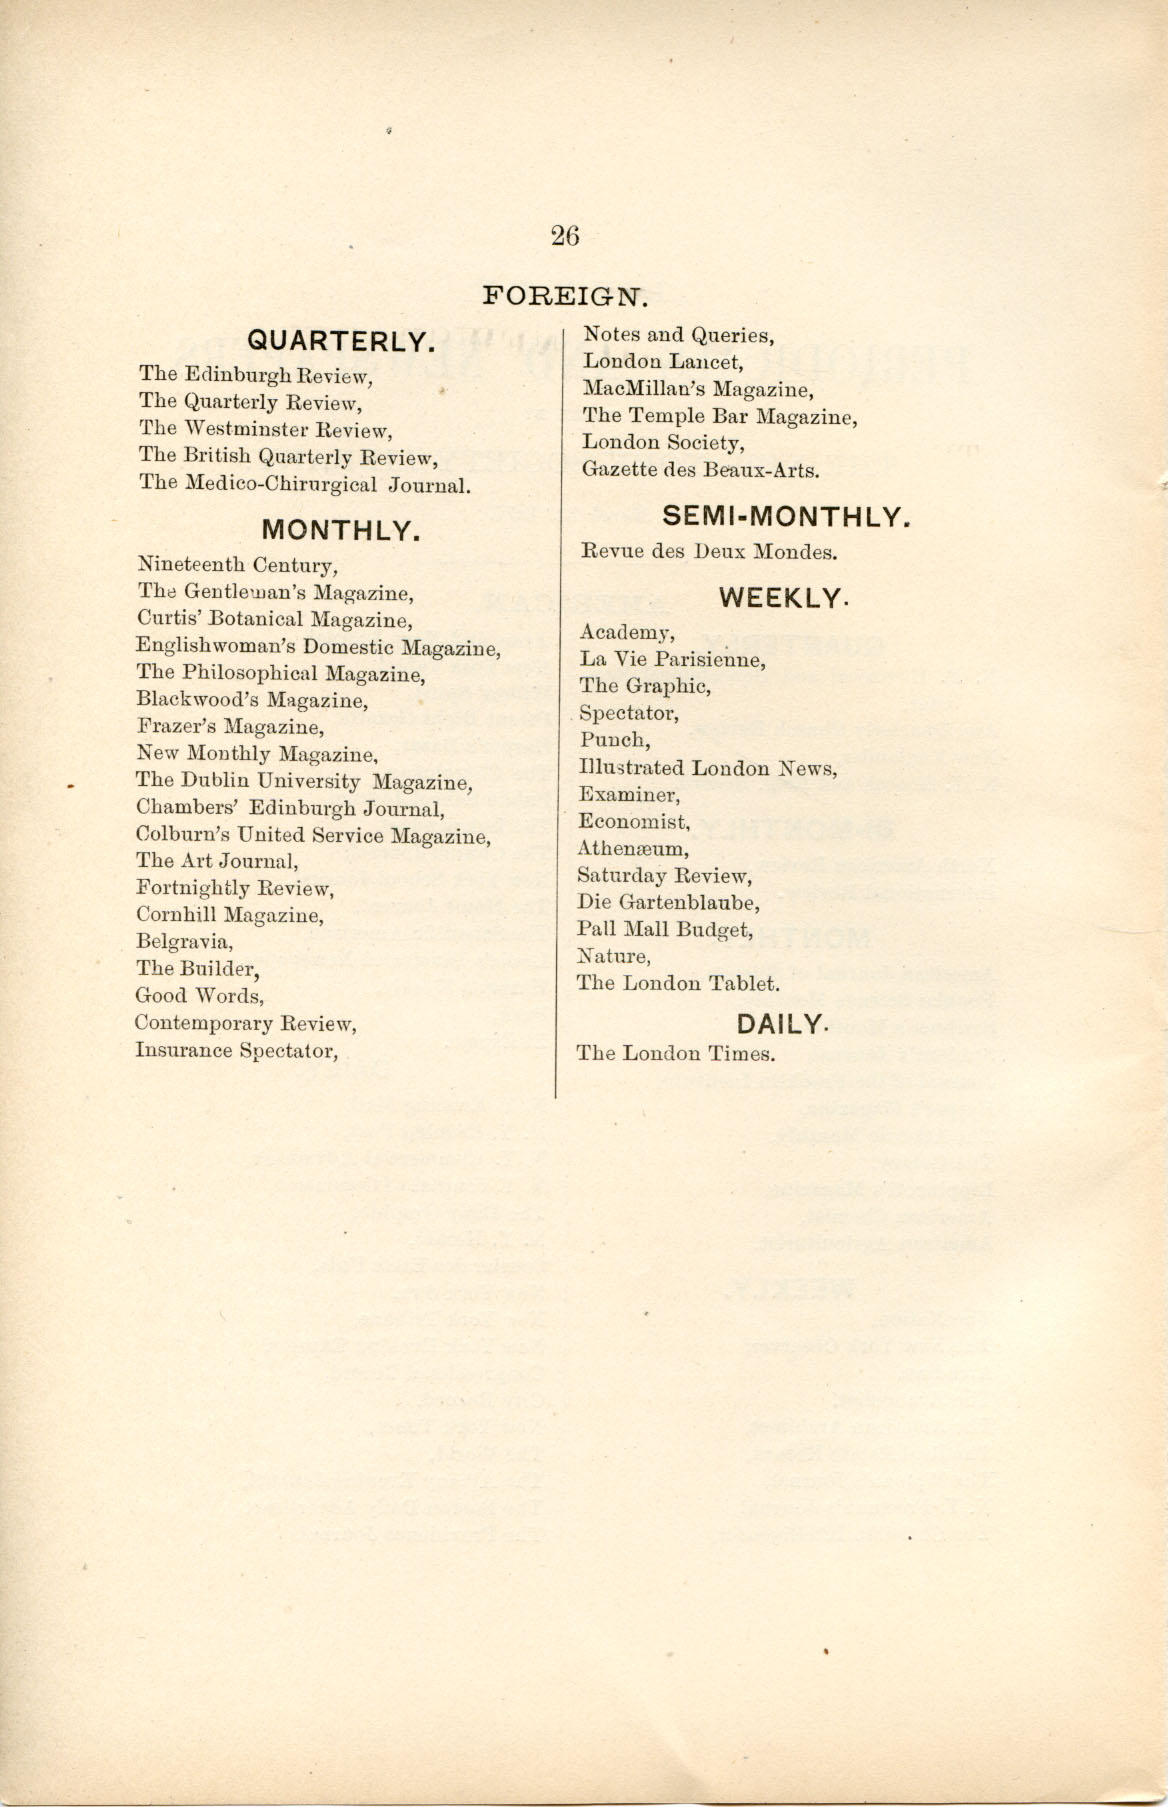 26
FOREIGN.
QUARTERLY.
The Edinburgh Review,
The Quarterly Review,
The Westminster Review,
The British Quarterly Review,
The Medico-Chirurgical Journal.
MONTHLY.
Nineteenth Century,
The Gentleman's Magazine,
Curtis' Botanical Magazine,
Englishwoman's Domestic Magazine,
The Philosophical Magazine,
Blackwood's Magazine,
Frazer's Magazine,
New Monthly Magazine,
The Dublin University Magazine,
Chambers' Edinburgh Journal,
Colburn's United Service Magazine,
The Art Journal,
Fortnightly Review,
Cornhill Magazine,
Belgravia,
The Builder,
Good Words,
Contemporary Review,
Insurance Spectator,
Notes and Queries,
London Lancet,
MacMillan's Magazine,
The Temple Bar Magazine,
London Society,
Gazette des Beaux-Arts.
SEMI-MONTHLY.
Revue des Deux Mondes.
WEEKLY.
Academy,
La Vie Parisienne,
The Graphic,
Spectator,
Punch,
Illustrated London News,
Examiner,
Economist,
Athenæum,
Saturday Review,
Die Gartenblaube,
Pall Mall Budget,
Nature,
The London Tablet.
DAILY.
The London Times.